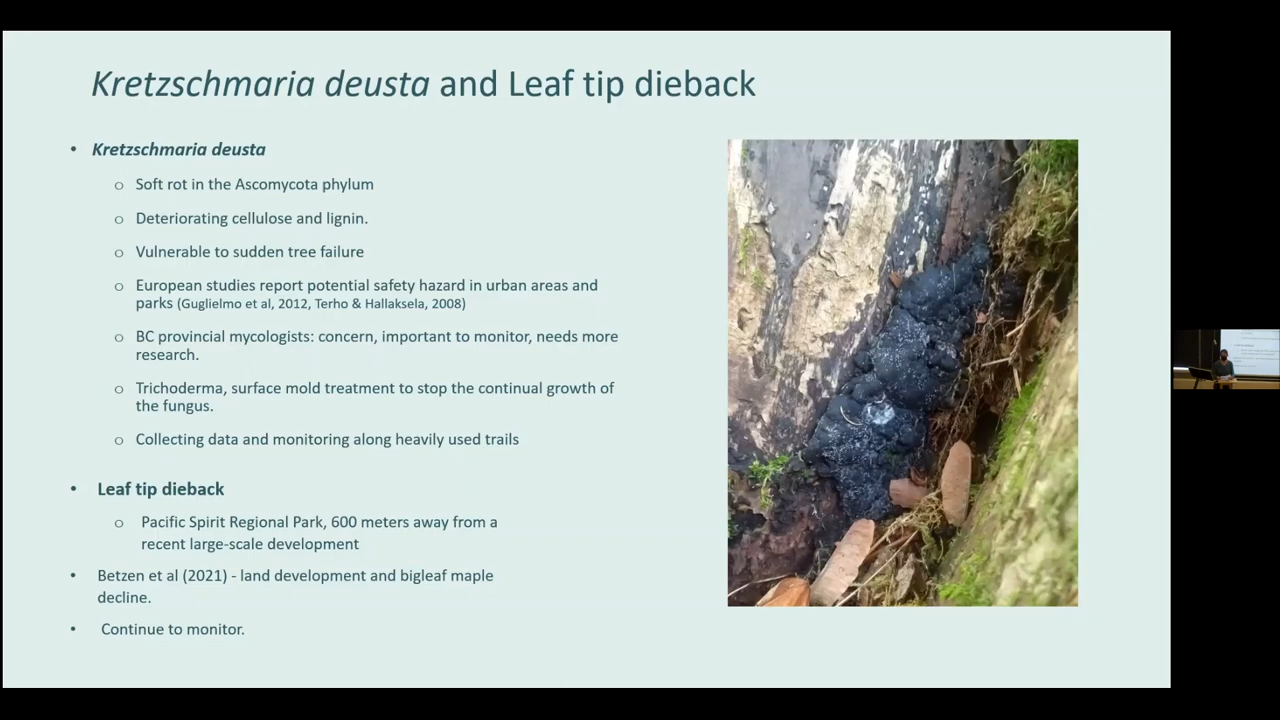 Kretzschmaria deusta and Leaf tip dieback
• Kretzschmaria deusta
o Soft rot in the Ascomycota phylum
o Deteriorating cellulose and lignin.
o Vulnerable to sudden tree failure
o European studies report potential safety hazard in urban areas and
parks (Guglielmo et al, 2012, Terho & Hallaksela, 2008)
o BC provincial mycologists: concern, important to monitor, needs more
research.
o Trichoderma, surface mold treatment to stop the continual growth of
the fungus.
o Collecting data and monitoring along heavily used trails
• Leaf tip dieback
o Pacific Spirit Regional Park, 600 meters away from a
recent large-scale development
• Betzen et al (2021) - land development and bigleaf maple
decline.
• Continue to monitor.